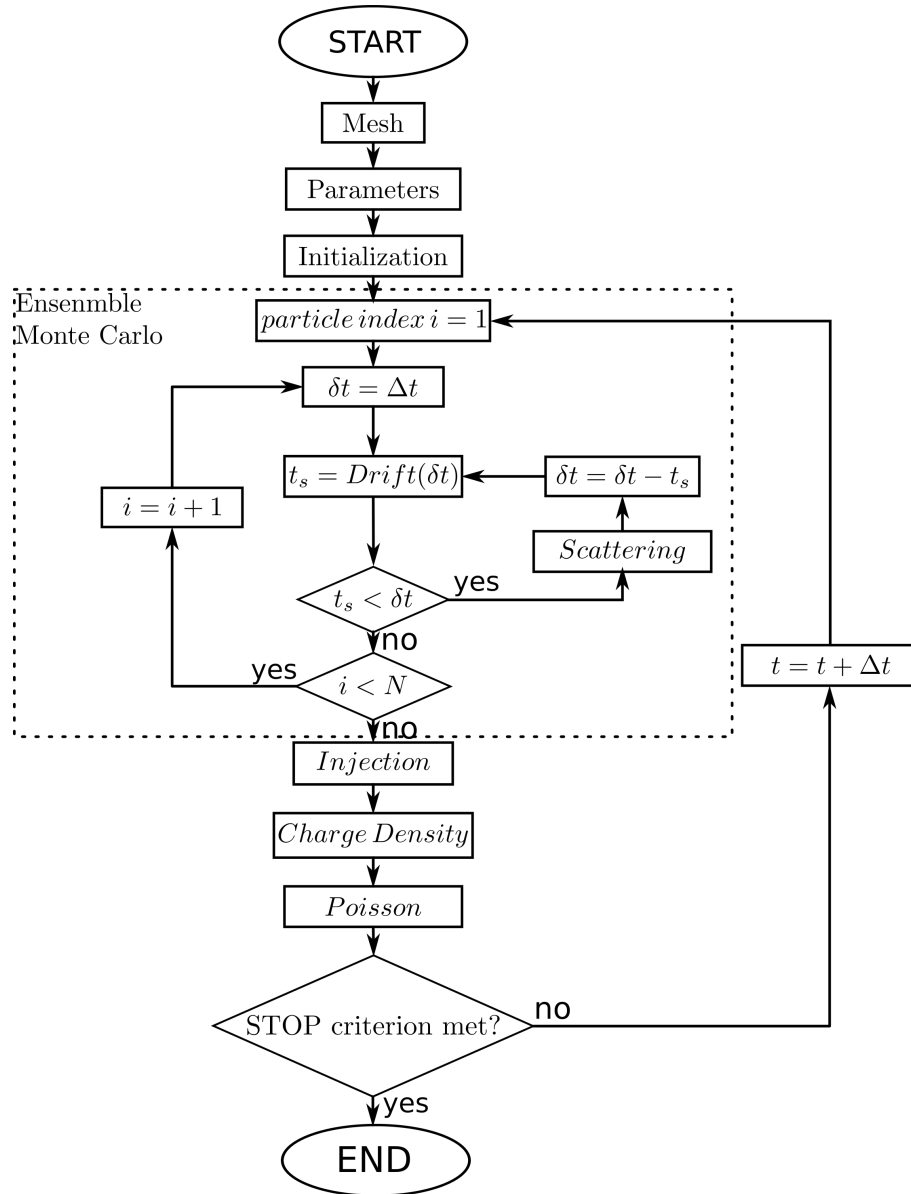 START
Mesh
Parameters
Initialization
Ensenmble
Monte Carlo
particle index i = 1
δt = Δt
t_s = Drift(δt)
δt = δt − t_s
i = i + 1
Scattering
t_s < δt
yes
no
i < N
yes
no
t = t + Δt
Injection
Charge Density
Poisson
STOP criterion met?
no
yes
END